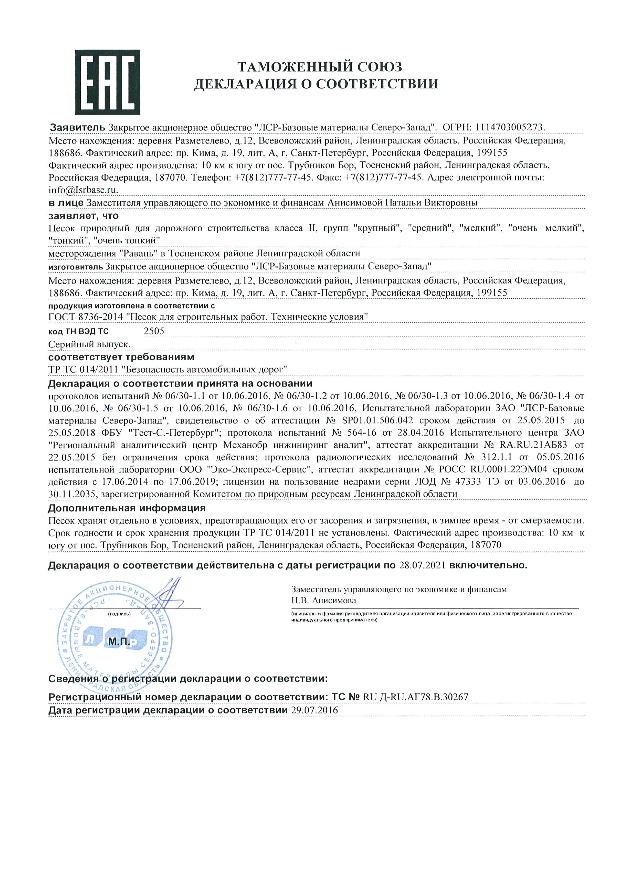 ЕАС
ТАМОЖЕННЫЙ СОЮЗ
ДЕКЛАРАЦИЯ О СООТВЕТСТВИИ
Заявитель Закрытое акционерное общество "ЛСР-Базовые материалы Северо-Запад". ОГРН: 1114703005273.
Место нахождения: деревня Разметелево, д.12, Всеволожский район, Ленинградская область, Российская Федерация,
188686. Фактический адрес: пр. Кима, д. 19, лит. А, г. Санкт-Петербург, Российская Федерация, 199155
Фактический адрес производства: 10 км к югу от пос. Трубников Бор, Тосненский район, Ленинградская область,
Российская Федерация, 187070. Телефон: +7(812)777-77-45. Факс: +7(812)777-77-45. Адрес электронной почты:
info@lsrbase.ru.
в лице Заместителя управляющего по экономике и финансам Анисимовой Натальи Викторовны
заявляет, что
Песок природный для дорожного строительства класса II, групп "крупный", "средний", "мелкий", "очень мелкий",
"тонкий", "очень тонкий"
месторождения "Равань" в Тосненском районе Ленинградской области
изготовитель Закрытое акционерное общество "ЛСР-Базовые материалы Северо-Запад"
Место нахождения: деревня Разметелево, д.12, Всеволожский район, Ленинградская область, Российская Федерация,
188686. Фактический адрес: пр. Кима, д. 19, лит. А, г. Санкт-Петербург, Российская Федерация, 199155
продукция изготовлена в соответствии с
ГОСТ 8736-2014 "Песок для строительных работ. Технические условия"
код ТН ВЭД ТС 2505
Серийный выпуск.
соответствует требованиям
ТР ТС 014/2011 "Безопасность автомобильных дорог"
Декларация о соответствии принята на основании
протоколов испытаний № 06/30-1.1 от 10.06.2016, № 06/30-1.2 от 10.06.2016, № 06/30-1.3 от 10.06.2016, № 06/30-1.4 от
10.06.2016, № 06/30-1.5 от 10.06.2016, № 06/30-1.6 от 10.06.2016, Испытательной лаборатории ЗАО "ЛСР-Базовые
материалы Северо-Запад", свидетельство о об аттестации № SP01.01.506.042 сроком действия от 25.05.2015 до
25.05.2018 ФБУ "Тест-С.-Петербург"; протокола испытаний № 564-16 от 28.04.2016 Испытательного центра ЗАО
"Региональный аналитический центр Механобр инжиниринг аналит", аттестат аккредитации № RA.RU.21АБ83 от
22.05.2015 без ограничения срока действия; протокола радиологических исследований № 312.1.1 от 05.05.2016
испытательной лаборатории ООО "Эко-Экспресс-Сервис", аттестат аккредитации № РОСС RU.0001.22ЭМ04 сроком
действия с 17.06.2014 по 17.06.2019; лицензии на пользование недрами серии ЛОД № 47333 ТЭ от 03.06.2016 до
30.11.2035, зарегистрированной Комитетом по природным ресурсам Ленинградской области
Дополнительная информация
Песок хранят отдельно в условиях, предотвращающих его от засорения и загрязнения, в зимнее время - от смерзаемости.
Срок годности и срок хранения продукции ТР ТС 014/2011 не установлены. Фактический адрес производства: 10 км к
югу от пос. Трубников Бор, Тосненский район, Ленинградская область, Российская Федерация, 187070
Декларация о соответствии действительна с даты регистрации по 28.07.2021 включительно.
Заместитель управляющего по экономике и финансам
Н.В. Анисимова
(подпись)
(инициалы и фамилия руководителя организации-заявителя или физического лица, зарегистрированного в качестве
индивидуального предпринимателя)
М.П.
Сведения о регистрации декларации о соответствии:
Регистрационный номер декларации о соответствии: ТС № RU Д-RU.АГ78.В.30267
Дата регистрации декларации о соответствии 29.07.2016